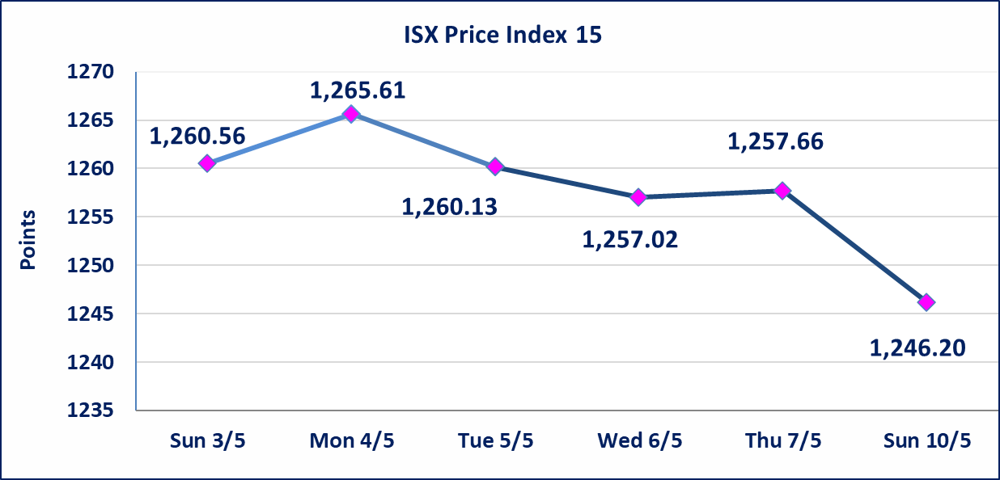 ISX Price Index 15
Points
1270
1265
1260
1255
1250
1245
1240
1235
1,260.56
1,265.61
1,260.13
1,257.02
1,257.66
1,246.20
Sun 3/5
Mon 4/5
Tue 5/5
Wed 6/5
Thu 7/5
Sun 10/5